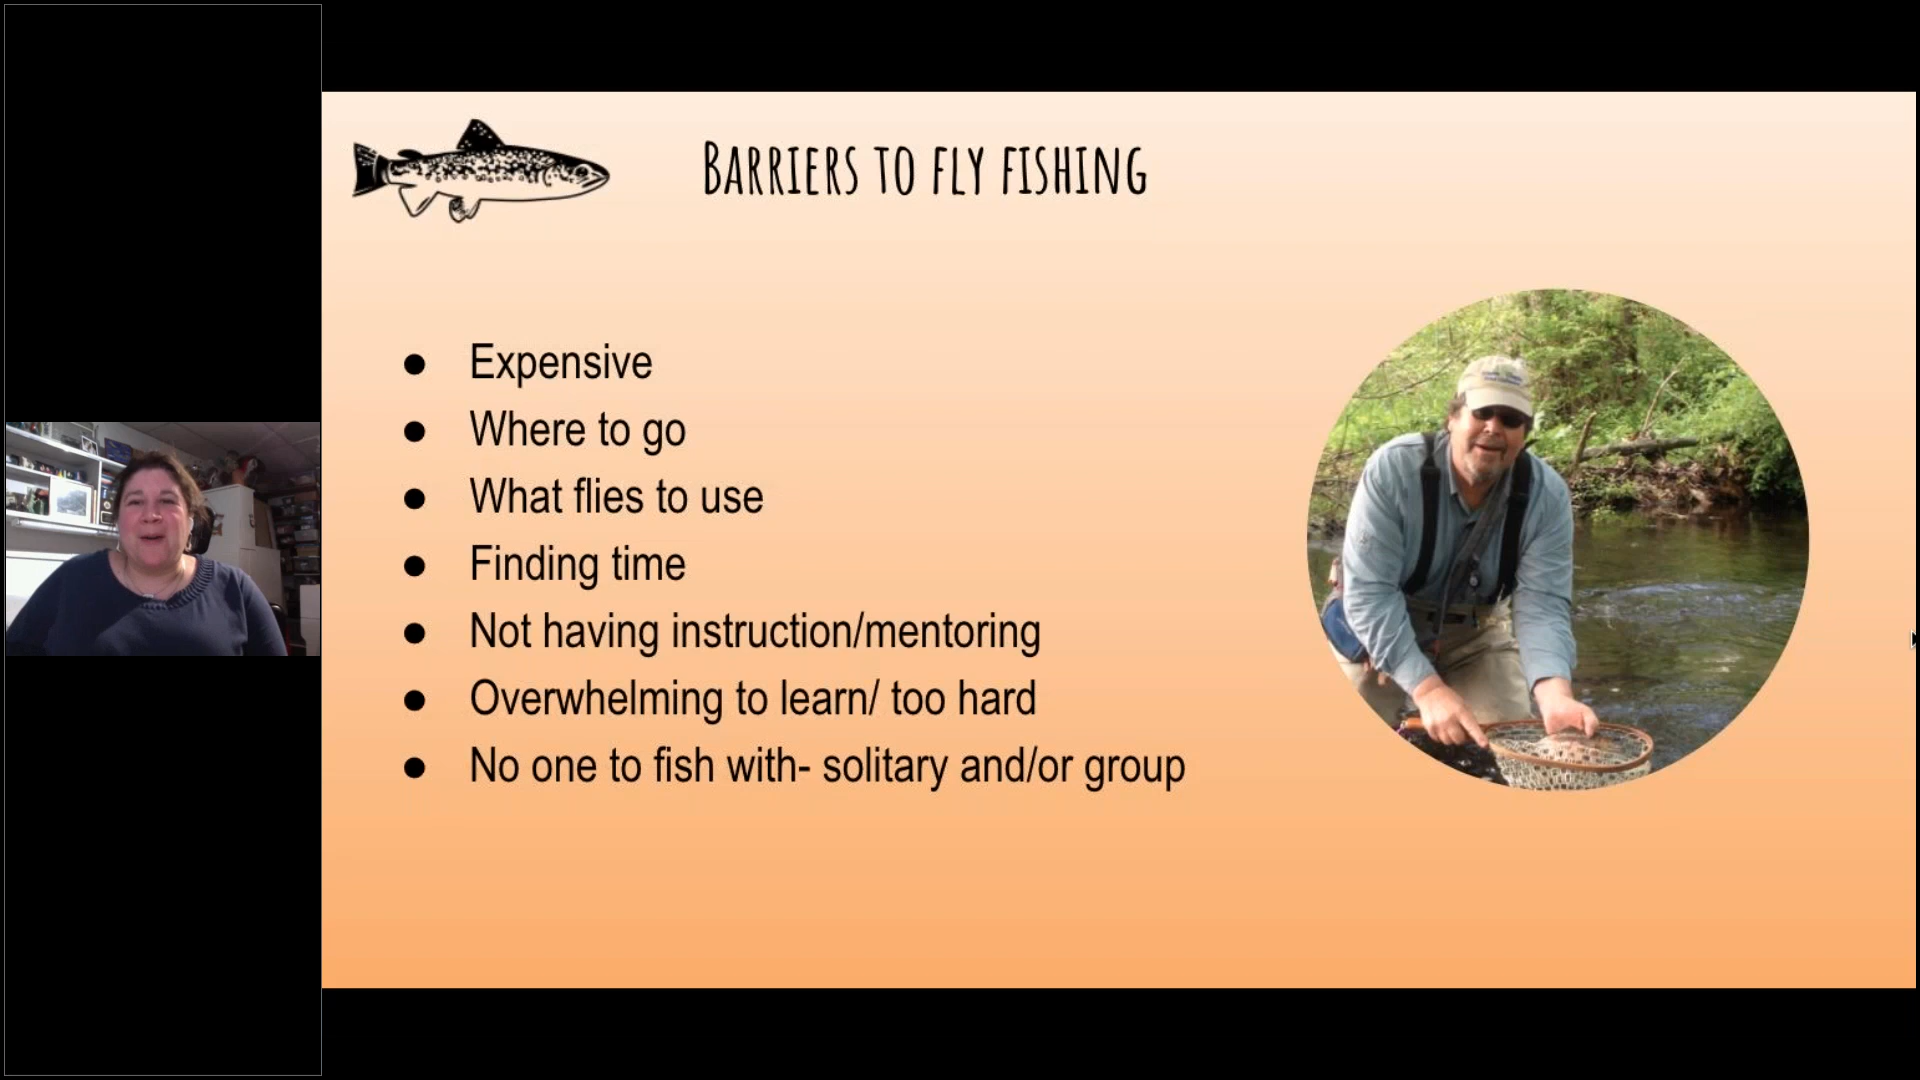 Barriers to fly fishing
● Expensive
● Where to go
● What flies to use
● Finding time
● Not having instruction/mentoring
● Overwhelming to learn/ too hard
● No one to fish with- solitary and/or group